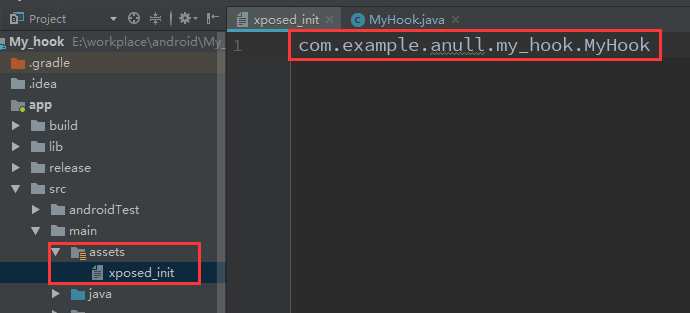 Project
xposed_init
MyHook.java
My_hook E:\workplace\android\My_
.gradle
.idea
app
build
lib
release
src
androidTest
main
assets
xposed_init
java
1 com.example.anull.my_hook.MyHook